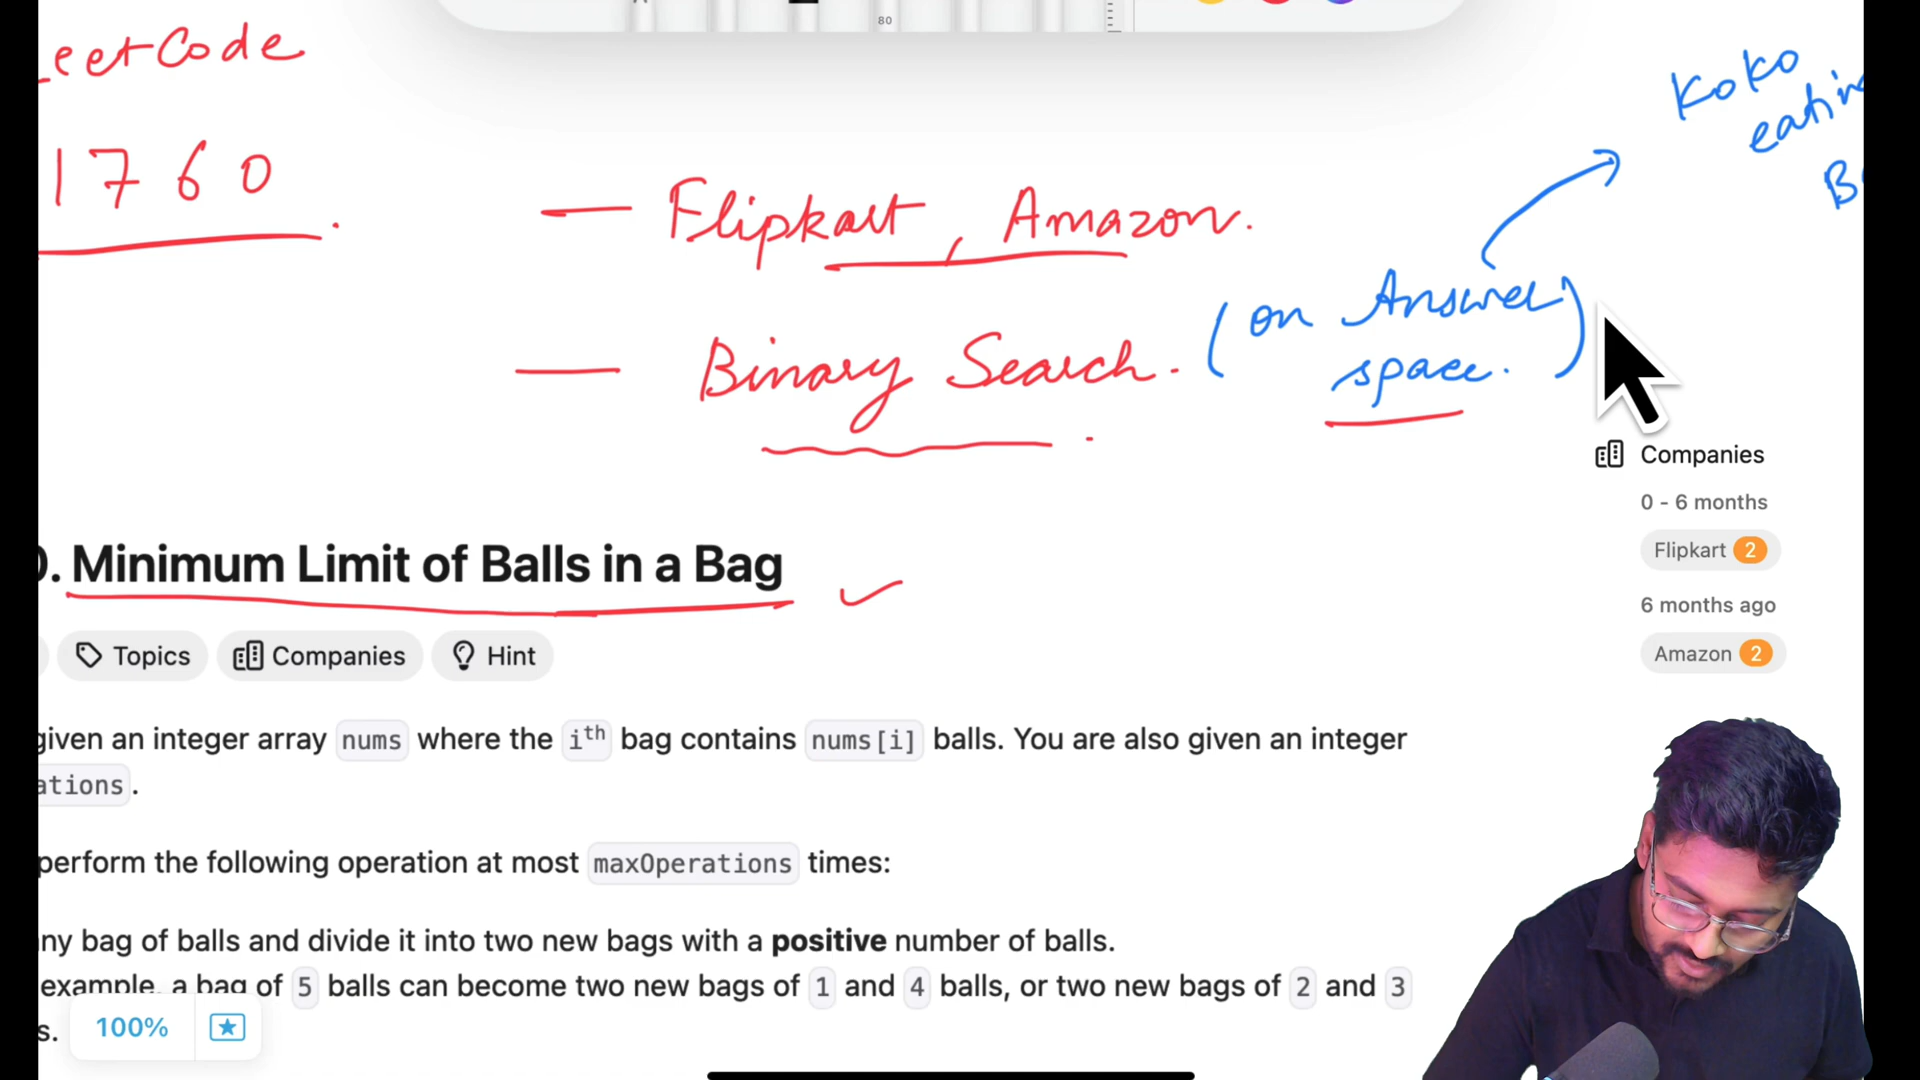 LeetCode
1760.
80
Koko
eatin
B
— Flipkart, Amazon.
(on Answer
— Binary Search.
space.)
Companies
0 - 6 months
Flipkart 2
6 months ago
Amazon 2
0. Minimum Limit of Balls in a Bag
Topics Companies Hint
given an integer array nums where the ith bag contains nums[i] balls. You are also given an integer
ations.
perform the following operation at most maxOperations times:
ny bag of balls and divide it into two new bags with a positive number of balls.
example, a bag of 5 balls can become two new bags of 1 and 4 balls, or two new bags of 2 and 3
s.
100%